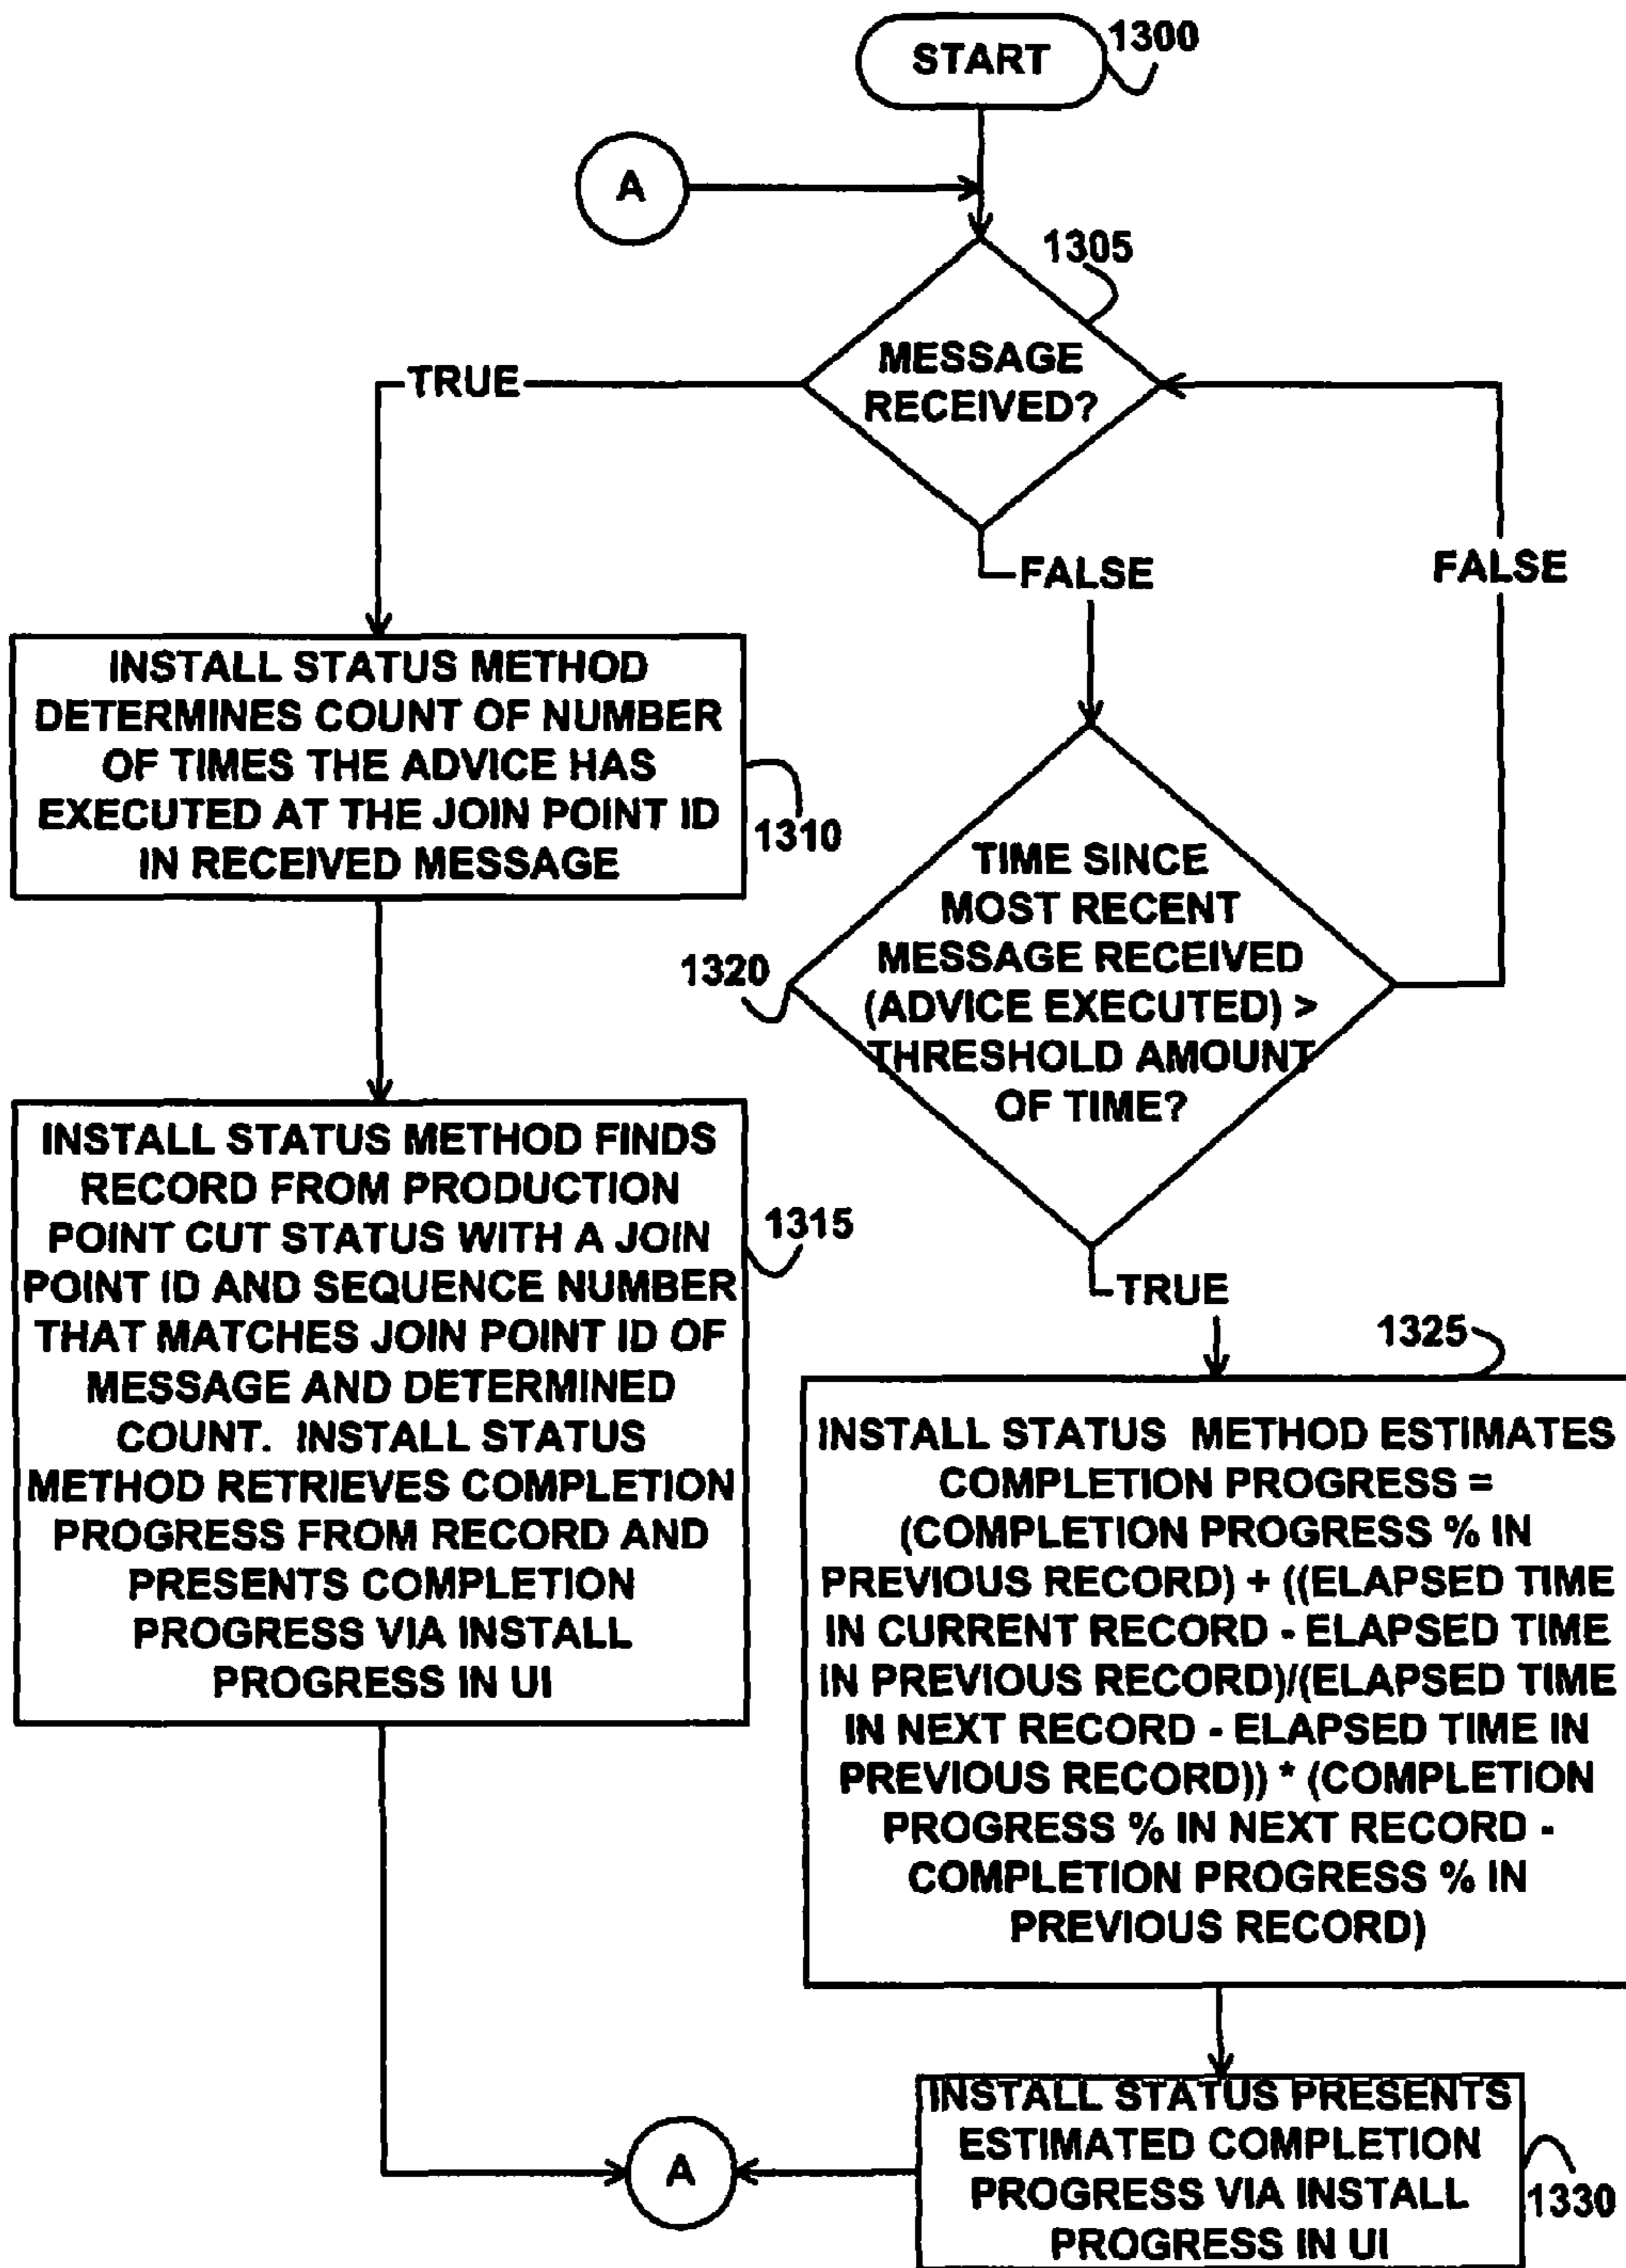 START
1300
A
1305
MESSAGE
RECEIVED?
TRUE
FALSE
FALSE
INSTALL STATUS METHOD
DETERMINES COUNT OF NUMBER
OF TIMES THE ADVICE HAS
EXECUTED AT THE JOIN POINT ID
IN RECEIVED MESSAGE
1310
TIME SINCE
MOST RECENT
MESSAGE RECEIVED
(ADVICE EXECUTED) >
THRESHOLD AMOUNT
OF TIME?
1320
INSTALL STATUS METHOD FINDS
RECORD FROM PRODUCTION
POINT CUT STATUS WITH A JOIN
POINT ID AND SEQUENCE NUMBER
THAT MATCHES JOIN POINT ID OF
MESSAGE AND DETERMINED
COUNT. INSTALL STATUS
METHOD RETRIEVES COMPLETION
PROGRESS FROM RECORD AND
PRESENTS COMPLETION
PROGRESS VIA INSTALL
PROGRESS IN UI
1315
TRUE
1325
INSTALL STATUS METHOD ESTIMATES
COMPLETION PROGRESS =
(COMPLETION PROGRESS % IN
PREVIOUS RECORD) + ((ELAPSED TIME
IN CURRENT RECORD - ELAPSED TIME
IN PREVIOUS RECORD)/(ELAPSED TIME
IN NEXT RECORD - ELAPSED TIME IN
PREVIOUS RECORD)) * (COMPLETION
PROGRESS % IN NEXT RECORD -
COMPLETION PROGRESS % IN
PREVIOUS RECORD)
A
INSTALL STATUS PRESENTS
ESTIMATED COMPLETION
PROGRESS VIA INSTALL
PROGRESS IN UI
1330